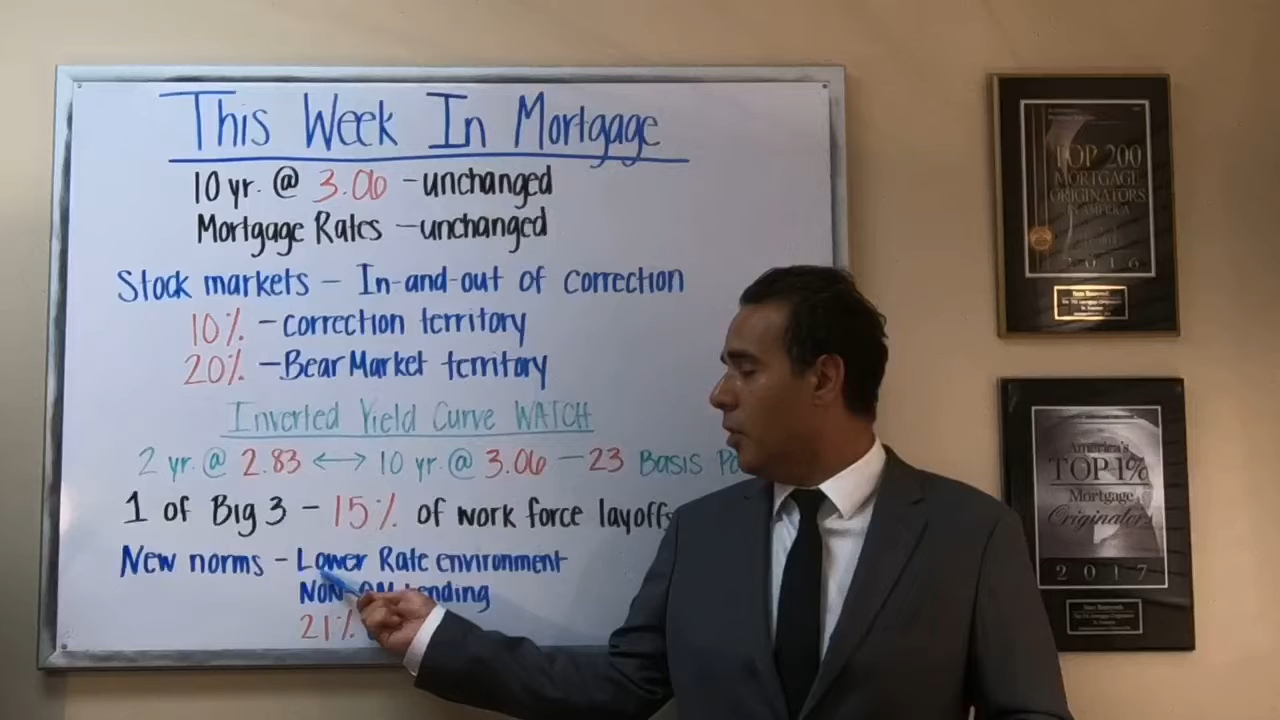 This Week In Mortgage
10 yr. @ 3.06 - unchanged
Mortgage Rates - unchanged
Stock markets - In-and-out of correction
10% - correction territory
20% - Bear Market territory
Inverted Yield Curve WATCH
2 yr. @ 2.83 ↔ 10 yr. @ 3.06 - 23 Basis
1 of Big 3 - 15% of work force layoffs
New norms - Lower Rate environment
21%
TOP 200
MORTGAGE
ORIGINATORS
IN AMERICA
2016
America's
TOP 1%
Mortgage
Originators
2017